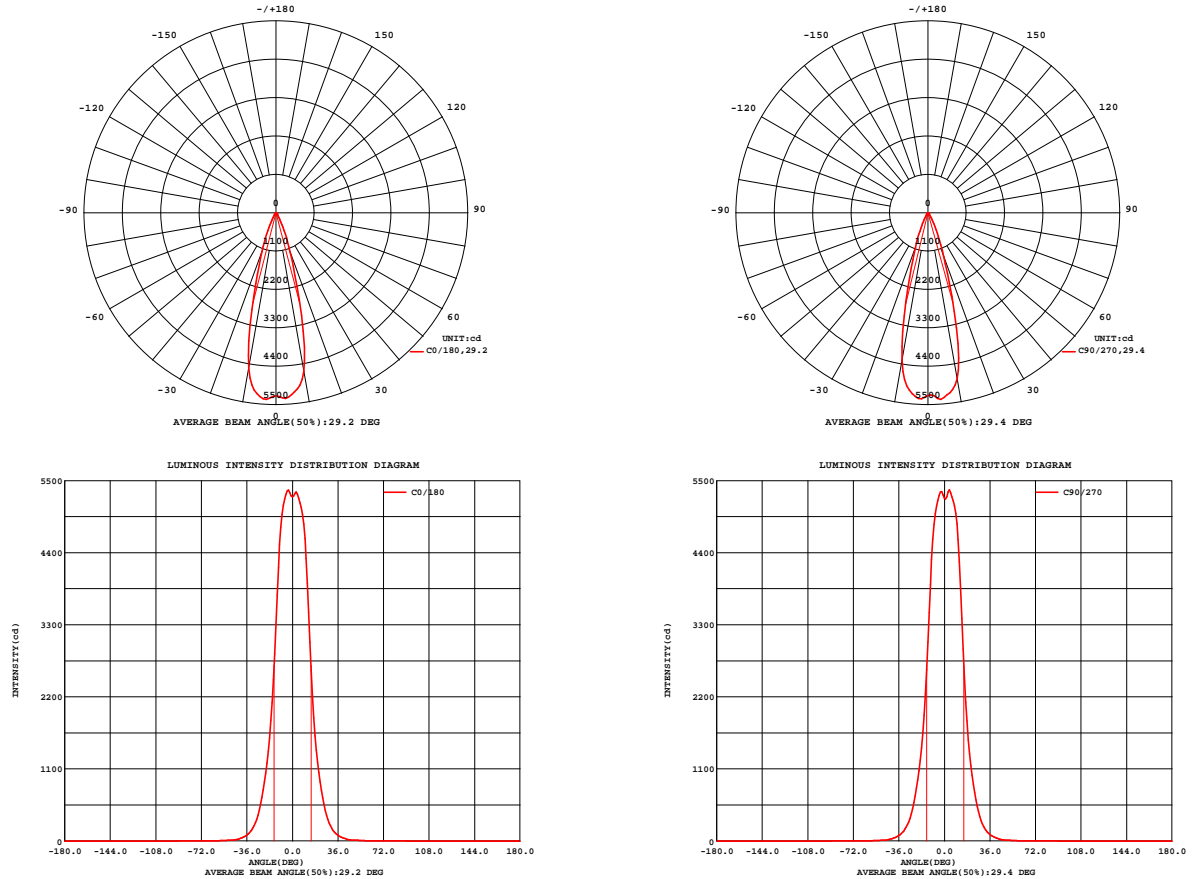 -/+180
-150
150
-120
120
-90
90
-60
60
-30
30
0
0
1100
2200
3300
4400
5500
UNIT:cd
C0/180,29.2
AVERAGE BEAM ANGLE(50%):29.2 DEG
-/+180
-150
150
-120
120
-90
90
-60
60
-30
30
0
0
1100
2200
3300
4400
5500
UNIT:cd
C90/270,29.4
AVERAGE BEAM ANGLE(50%):29.4 DEG
LUMINOUS INTENSITY DISTRIBUTION DIAGRAM
C0/180
INTENSITY(cd)
5500
4400
3300
2200
1100
0
-180.0 -144.0 -108.0 -72.0 -36.0 0.0 36.0 72.0 108.0 144.0 180.0
ANGLE(DEG)
AVERAGE BEAM ANGLE(50%):29.2 DEG
LUMINOUS INTENSITY DISTRIBUTION DIAGRAM
C90/270
INTENSITY(cd)
5500
4400
3300
2200
1100
0
-180.0 -144.0 -108.0 -72.0 -36.0 0.0 36.0 72.0 108.0 144.0 180.0
ANGLE(DEG)
AVERAGE BEAM ANGLE(50%):29.4 DEG